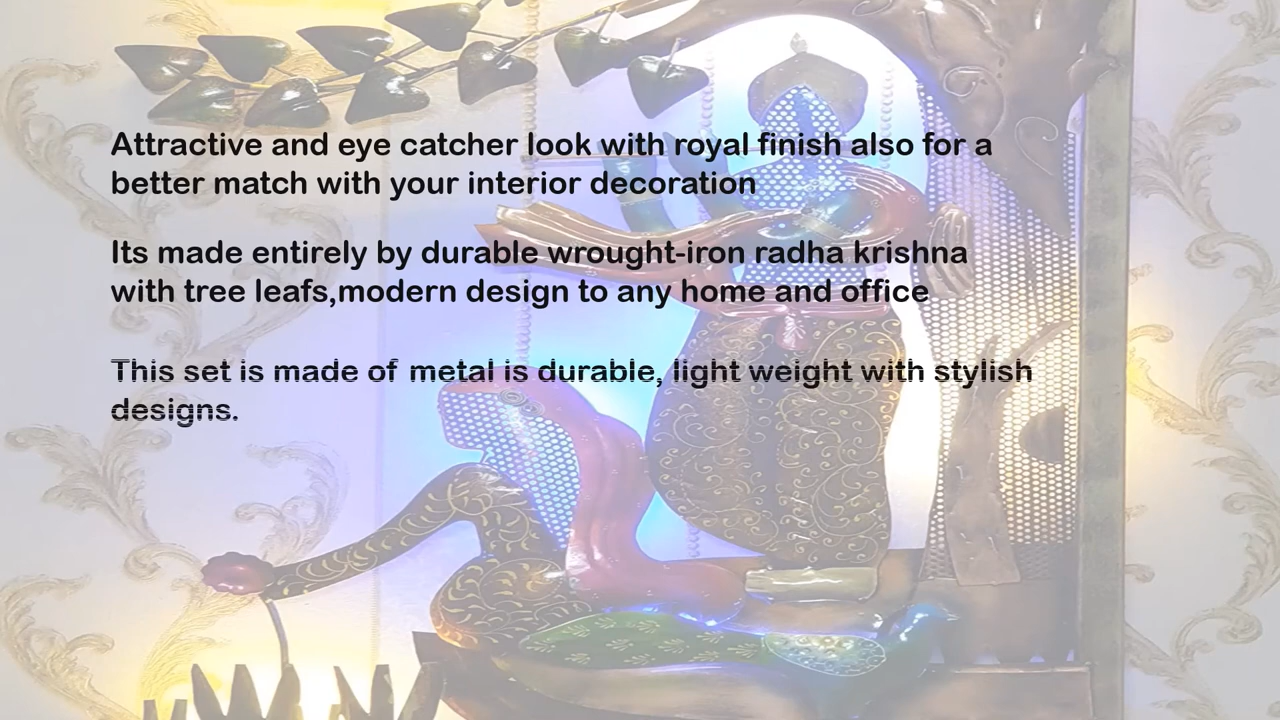 Attractive and eye catcher look with royal finish also for a
better match with your interior decoration
Its made entirely by durable wrought-iron radha krishna
with tree leafs,modern design to any home and office
This set is made of metal is durable, light weight with stylish
designs.